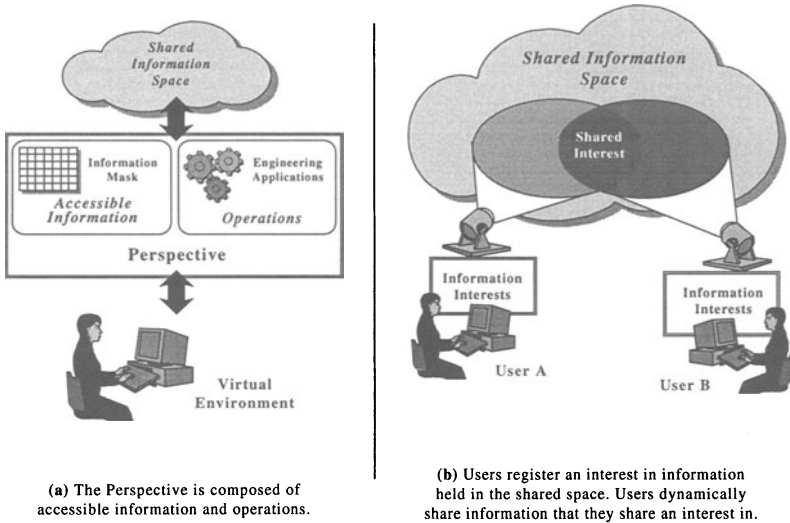 Shared
Information
Space
Information
Mask
Accessible
Information
Engineering
Applications
Operations
Perspective
Virtual
Environment
(a) The Perspective is composed of
accessible information and operations.
Shared Information
Space
Shared
Interest
Information
Interests
User A
Information
Interests
User B
(b) Users register an interest in information
held in the shared space. Users dynamically
share information that they share an interest in.